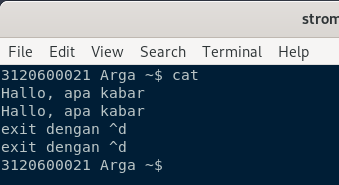 strom
File Edit View Search Terminal Help
3120600021 Arga ~$ cat
Hallo, apa kabar
Hallo, apa kabar
exit dengan ^d
exit dengan ^d
3120600021 Arga ~$